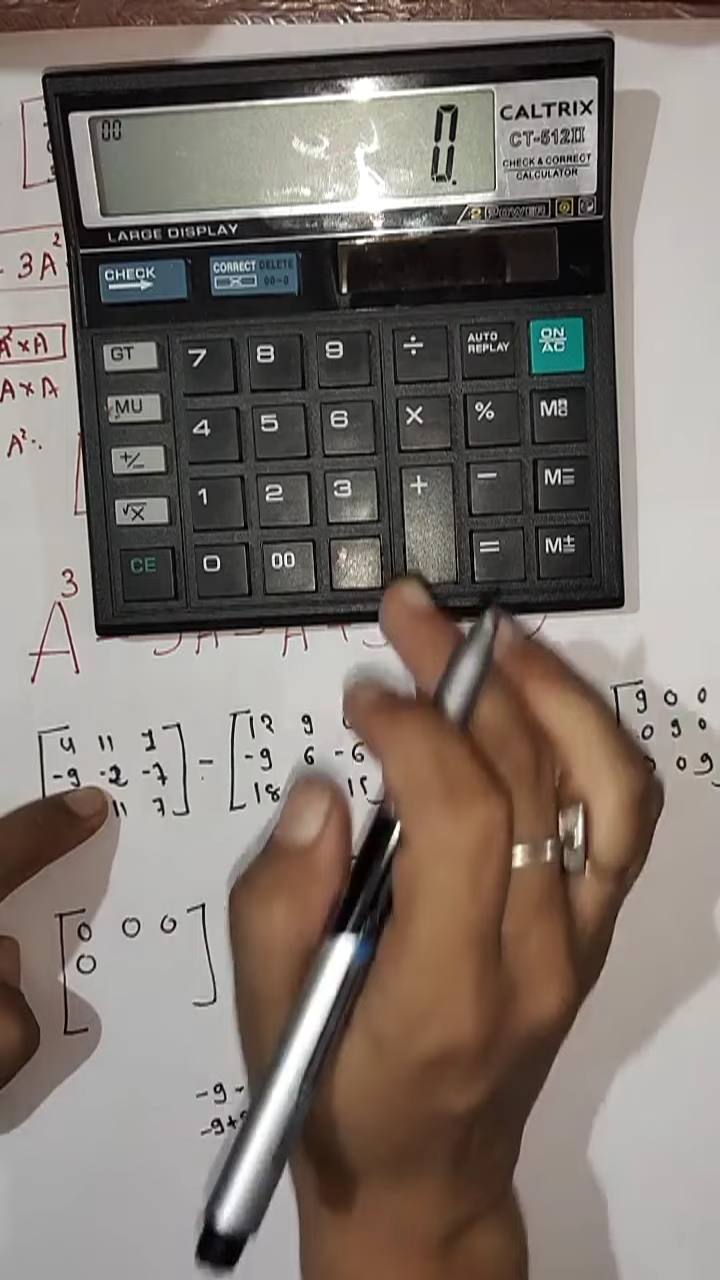 00 0.
CALTRIX
CT-512II
CHECK & CORRECT
CALCULATOR
2 POWER
LARGE DISPLAY
CHECK
CORRECT DELETE
00→0
GT 7 8 9 ÷ AUTO REPLAY ON/AC
MU 4 5 6 × %
+/- 1 2 3 + − M=
√x
CE 0 00 = M±
- 3A²
A² × A
A × A
A² :
A³
4 11 1
-9 -2 -7
11 7
-
12 9
-9 6 -6
18
9 0 0
0 9 0
0 9
0 0 0
0
-9 -
-9+